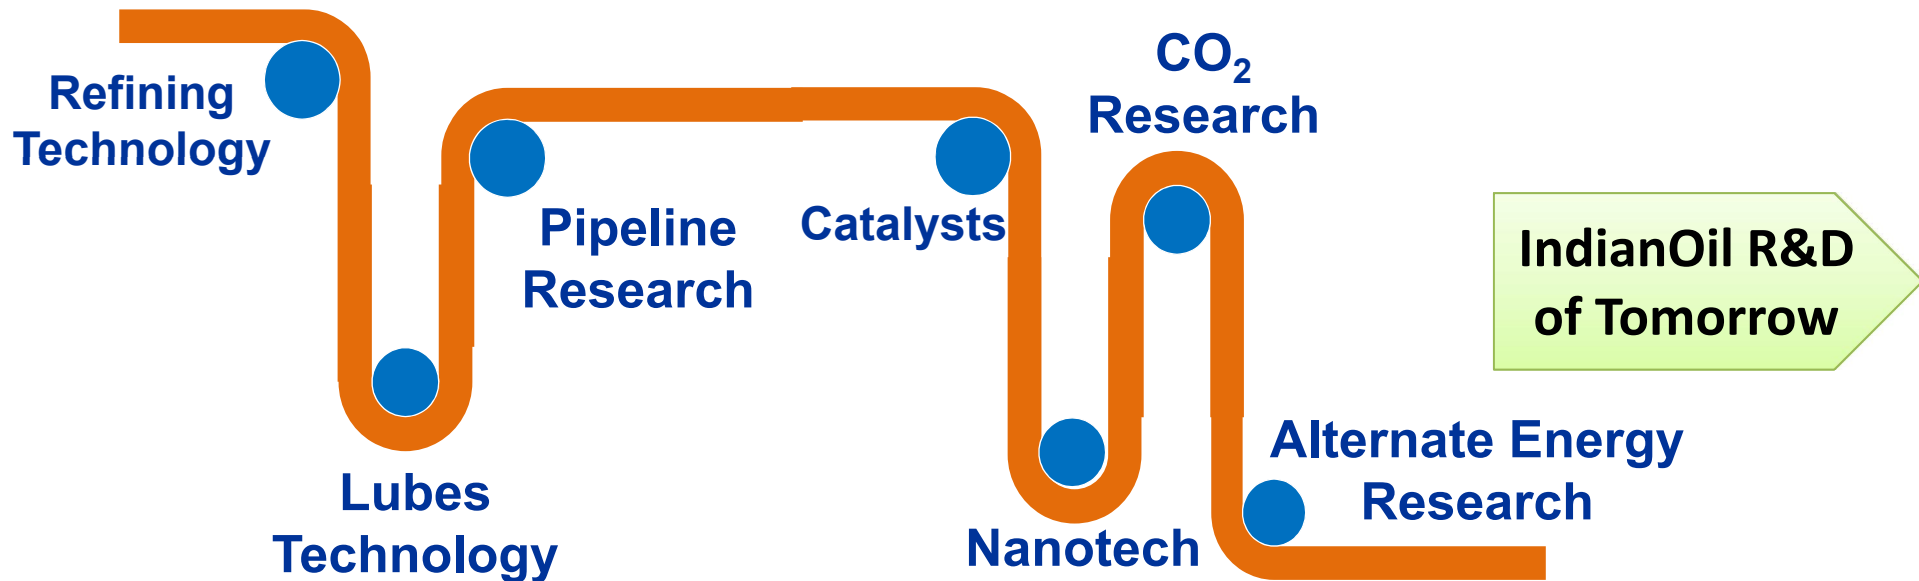 Refining
Technology
Lubes
Technology
Pipeline
Research
Catalysts
Nanotech
CO₂
Research
Alternate Energy
Research
IndianOil R&D
of Tomorrow